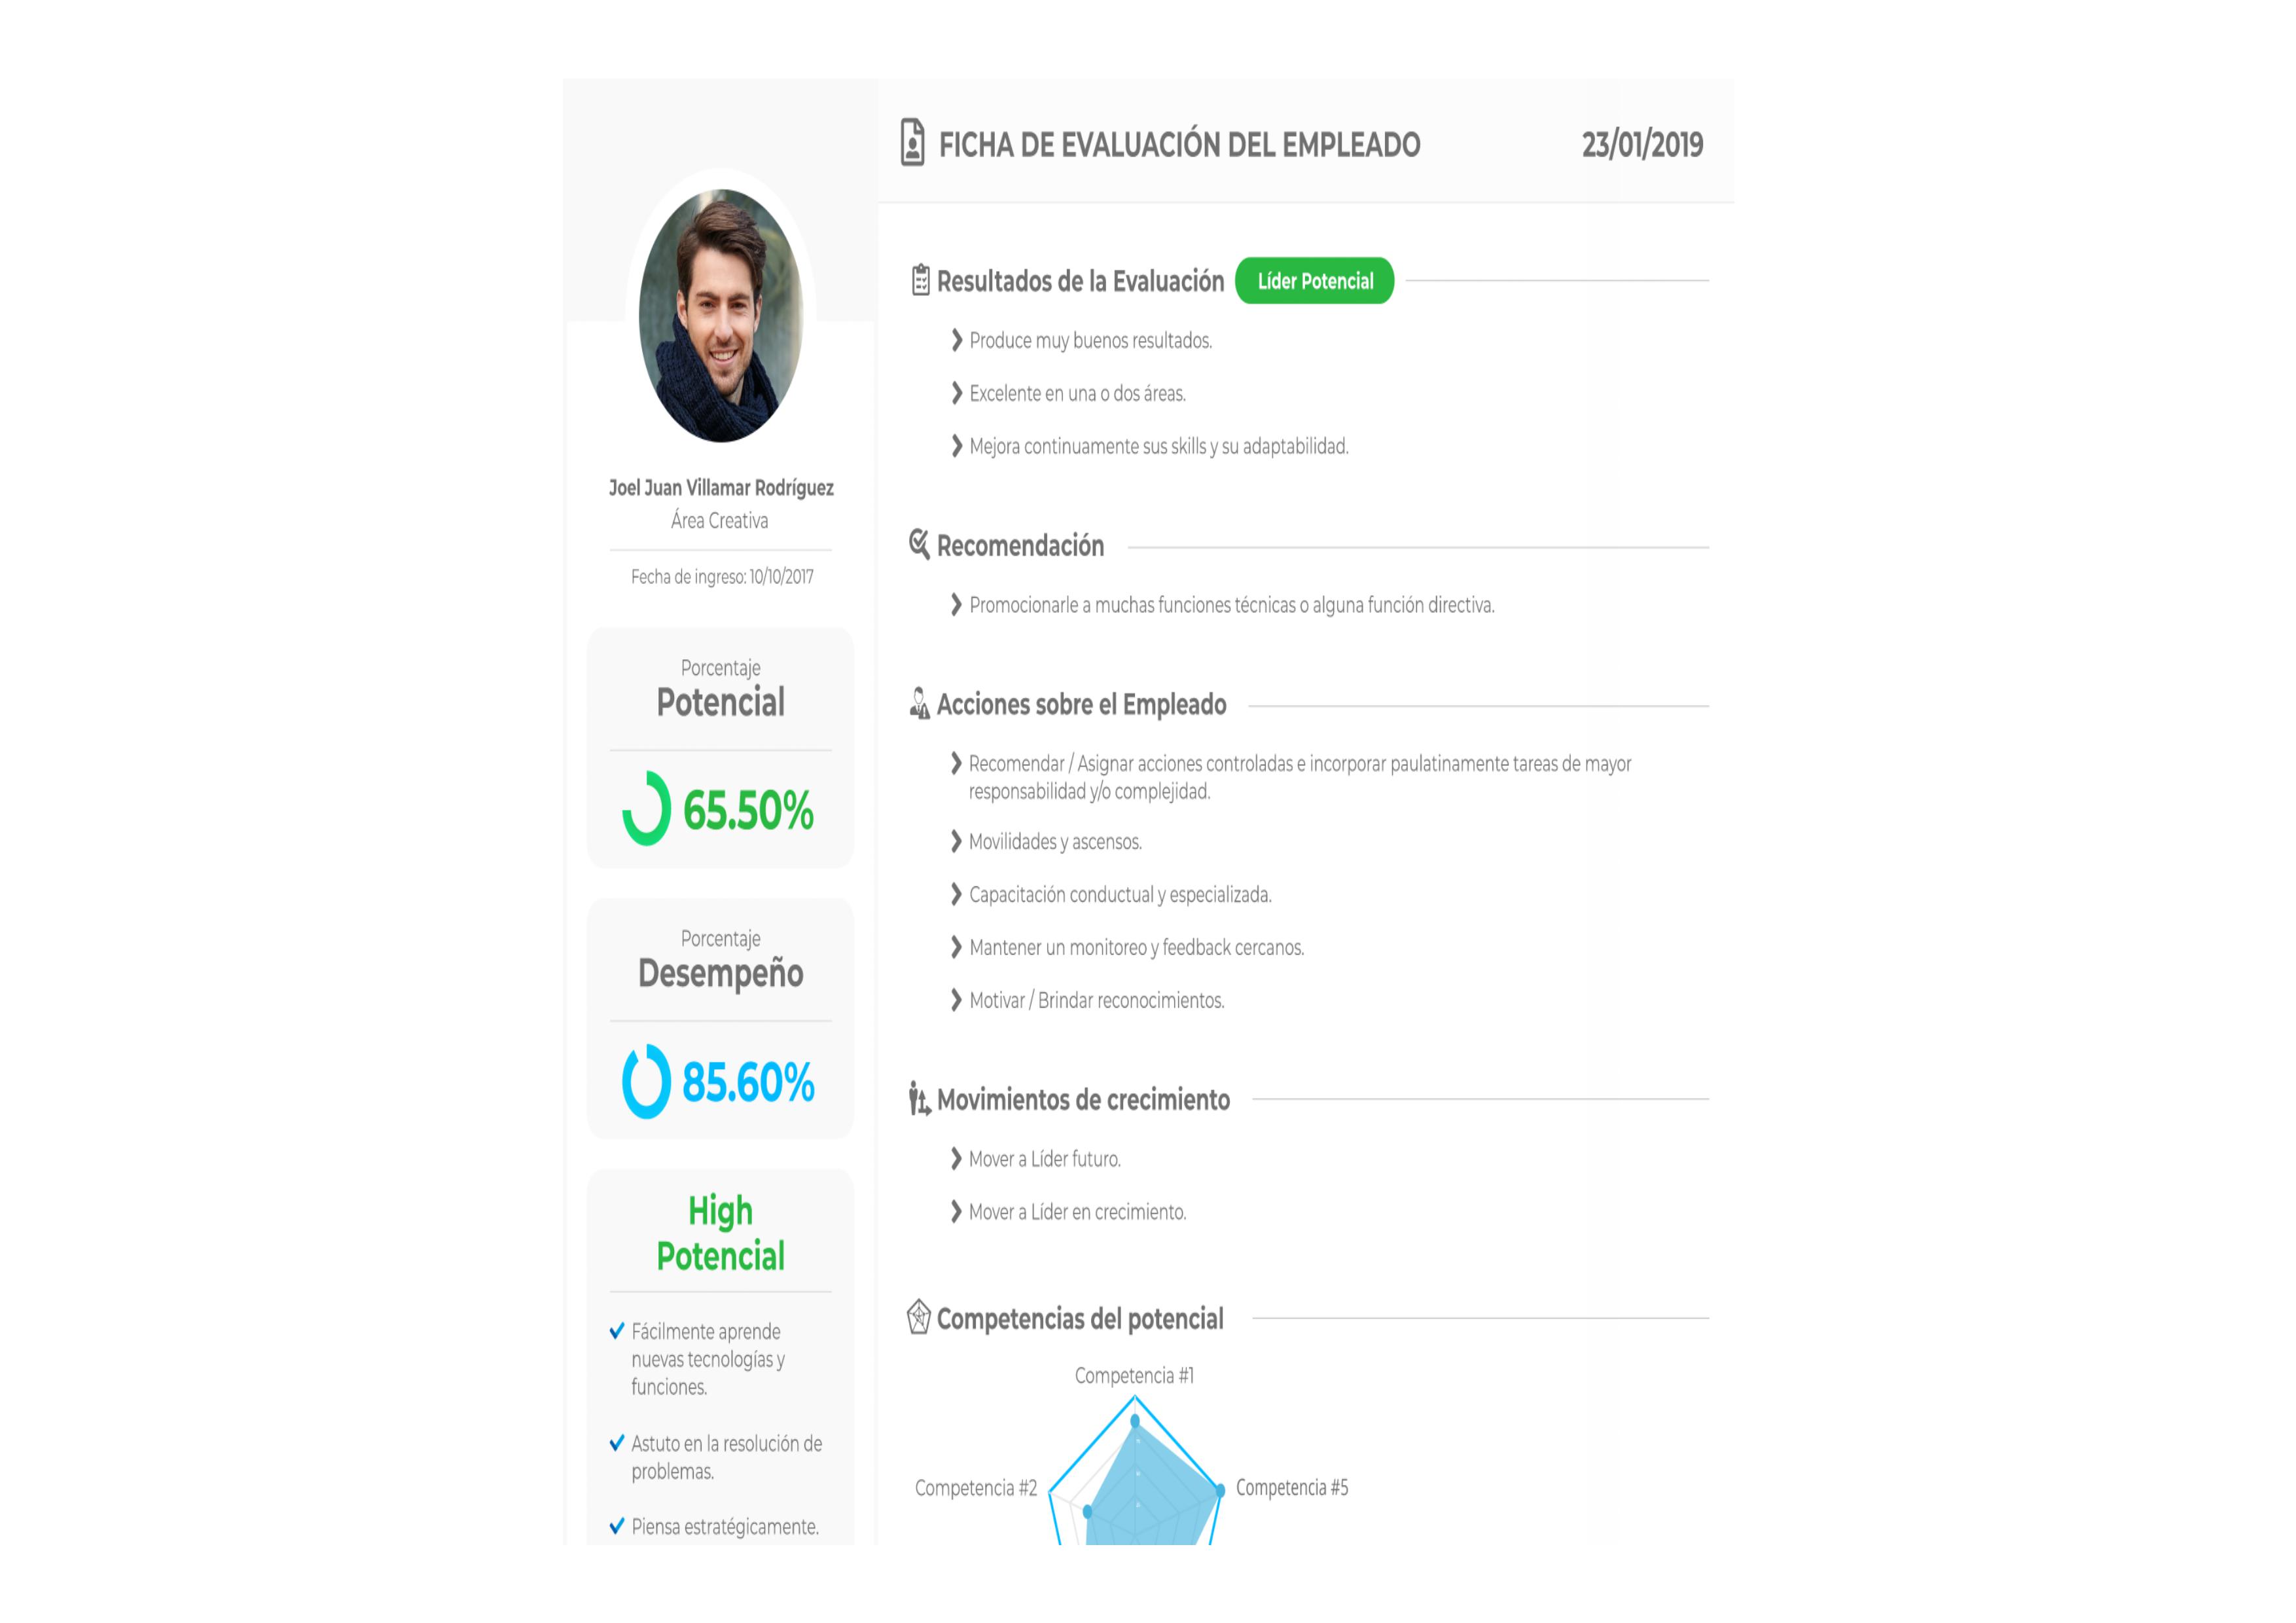 FICHA DE EVALUACIÓN DEL EMPLEADO
23/01/2019
Joel Juan Villamar Rodríguez
Área Creativa
Fecha de ingreso: 10/10/2017
Porcentaje
Potencial
65.50%
Porcentaje
Desempeño
85.60%
High
Potencial
Fácilmente aprende
nuevas tecnologías y
funciones.
Astuto en la resolución de
problemas.
Piensa estratégicamente.
Resultados de la Evaluación
Líder Potencial
Produce muy buenos resultados.
Excelente en una o dos áreas.
Mejora continuamente sus skills y su adaptabilidad.
Recomendación
Promocionarle a muchas funciones técnicas o alguna función directiva.
Acciones sobre el Empleado
Recomendar / Asignar acciones controladas e incorporar paulatinamente tareas de mayor
responsabilidad y/o complejidad.
Movilidades y ascensos.
Capacitación conductual y especializada.
Mantener un monitoreo y feedback cercanos.
Motivar / Brindar reconocimientos.
Movimientos de crecimiento
Mover a Líder futuro.
Mover a Líder en crecimiento.
Competencias del potencial
Competencia #1
Competencia #2
Competencia #5